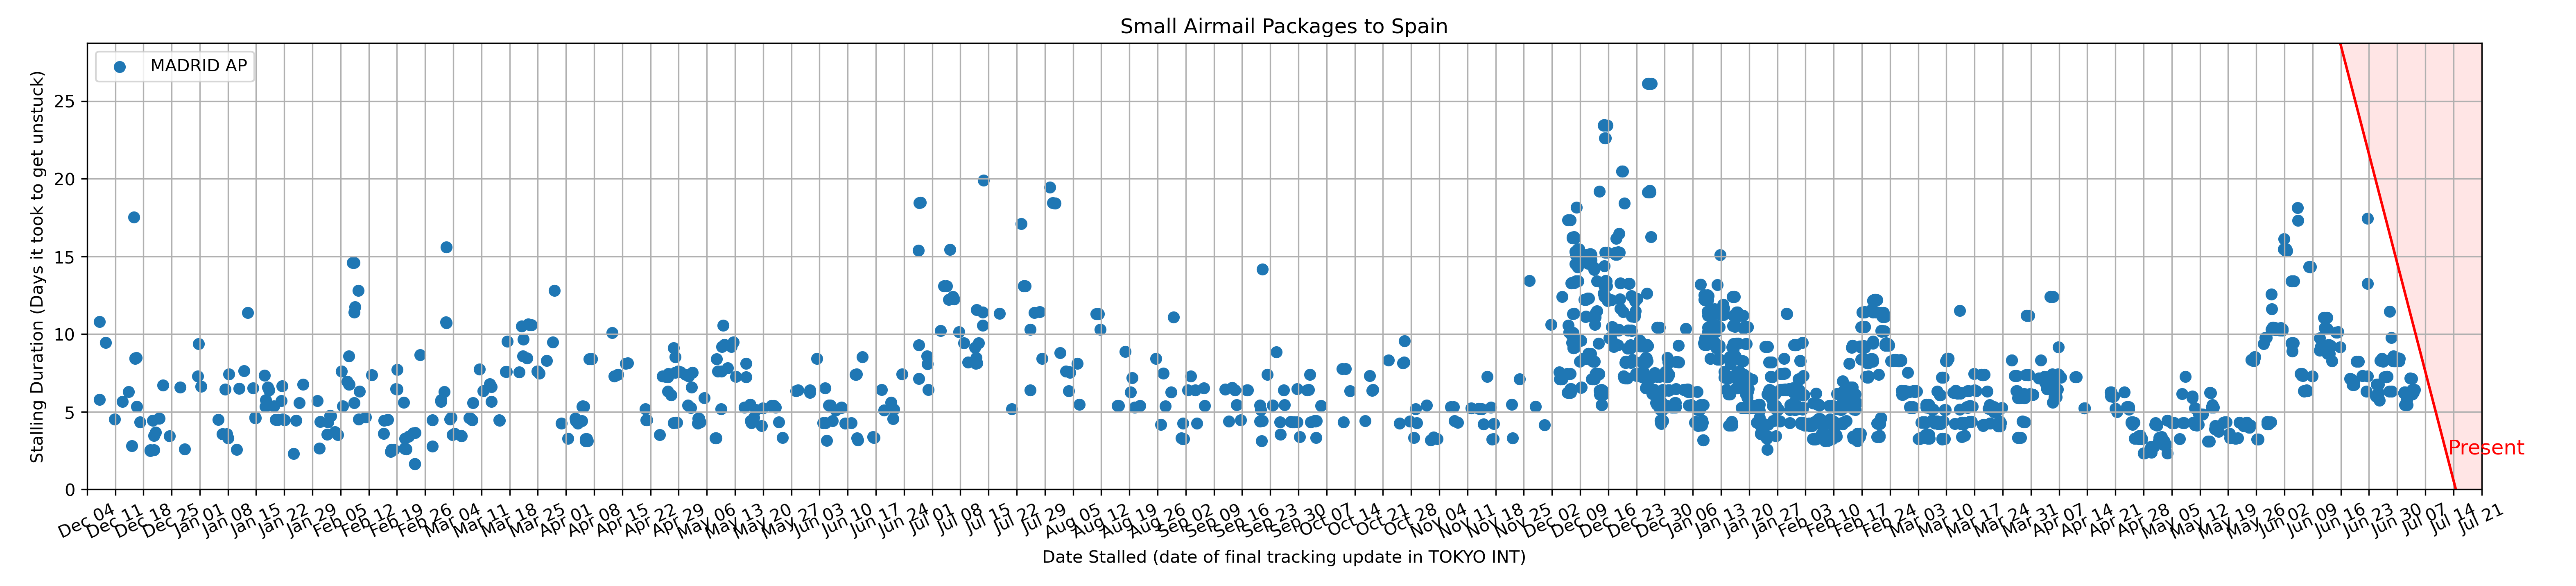 Small Airmail Packages to Spain
MADRID AP
Stalling Duration (Days it took to get unstuck)
25
20
15
10
5
0
Present
Dec 04 Dec 11 Dec 18 Dec 25 Jan 01 Jan 08 Jan 15 Jan 22 Jan 29 Feb 05 Feb 12 Feb 19 Feb 26 Mar 04 Mar 11 Mar 18 Mar 25 Apr 01 Apr 08 Apr 15 Apr 22 Apr 29 May 06 May 13 May 20 May 27 Jun 03 Jun 10 Jun 17 Jun 24 Jul 01 Jul 08 Jul 15 Jul 22 Jul 29 Aug 05 Aug 12 Aug 19 Aug 26 Sep 02 Sep 09 Sep 16 Sep 23 Sep 30 Oct 07 Oct 14 Oct 21 Oct 28 Nov 04 Nov 11 Nov 18 Nov 25 Dec 02 Dec 09 Dec 16 Dec 23 Dec 30 Jan 06 Jan 13 Jan 20 Jan 27 Feb 03 Feb 10 Feb 17 Feb 24 Mar 03 Mar 10 Mar 17 Mar 24 Mar 31 Apr 07 Apr 14 Apr 21 Apr 28 May 05 May 12 May 19 May 26 Jun 02 Jun 09 Jun 16 Jun 23 Jun 30 Jul 07 Jul 14 Jul 21
Date Stalled (date of final tracking update in TOKYO INT)